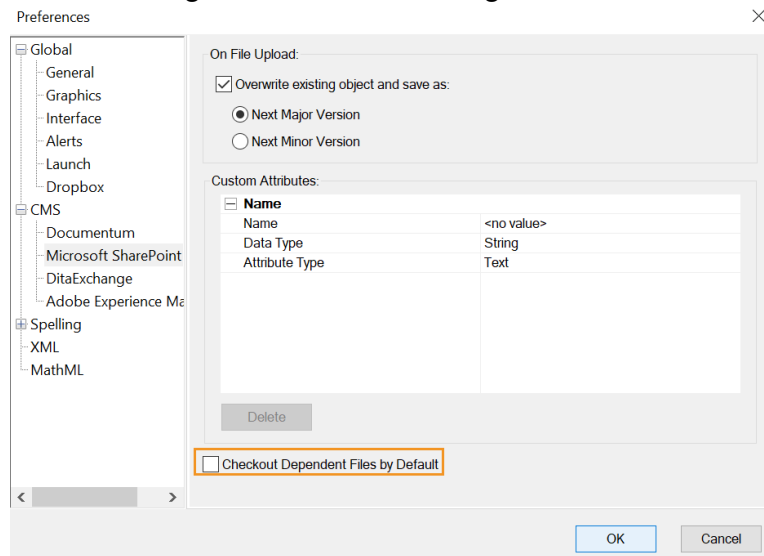 Preferences
Global
General
Graphics
Interface
Alerts
Launch
Dropbox
CMS
Documentum
Microsoft SharePoint
DitaExchange
Adobe Experience Ma
Spelling
XML
MathML
On File Upload:
Overwrite existing object and save as:
Next Major Version
Next Minor Version
Custom Attributes:
Name
Name <no value>
Data Type String
Attribute Type Text
Delete
Checkout Dependent Files by Default
OK Cancel